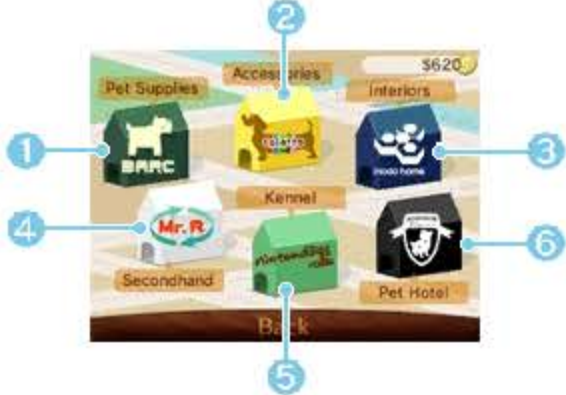 2
$620
Pet Supplies
Accessories
Interiors
1
BARC
3
modo home
4
Mr. R
Kennel
6
nintendogs
Secondhand
Pet Hotel
Back
5